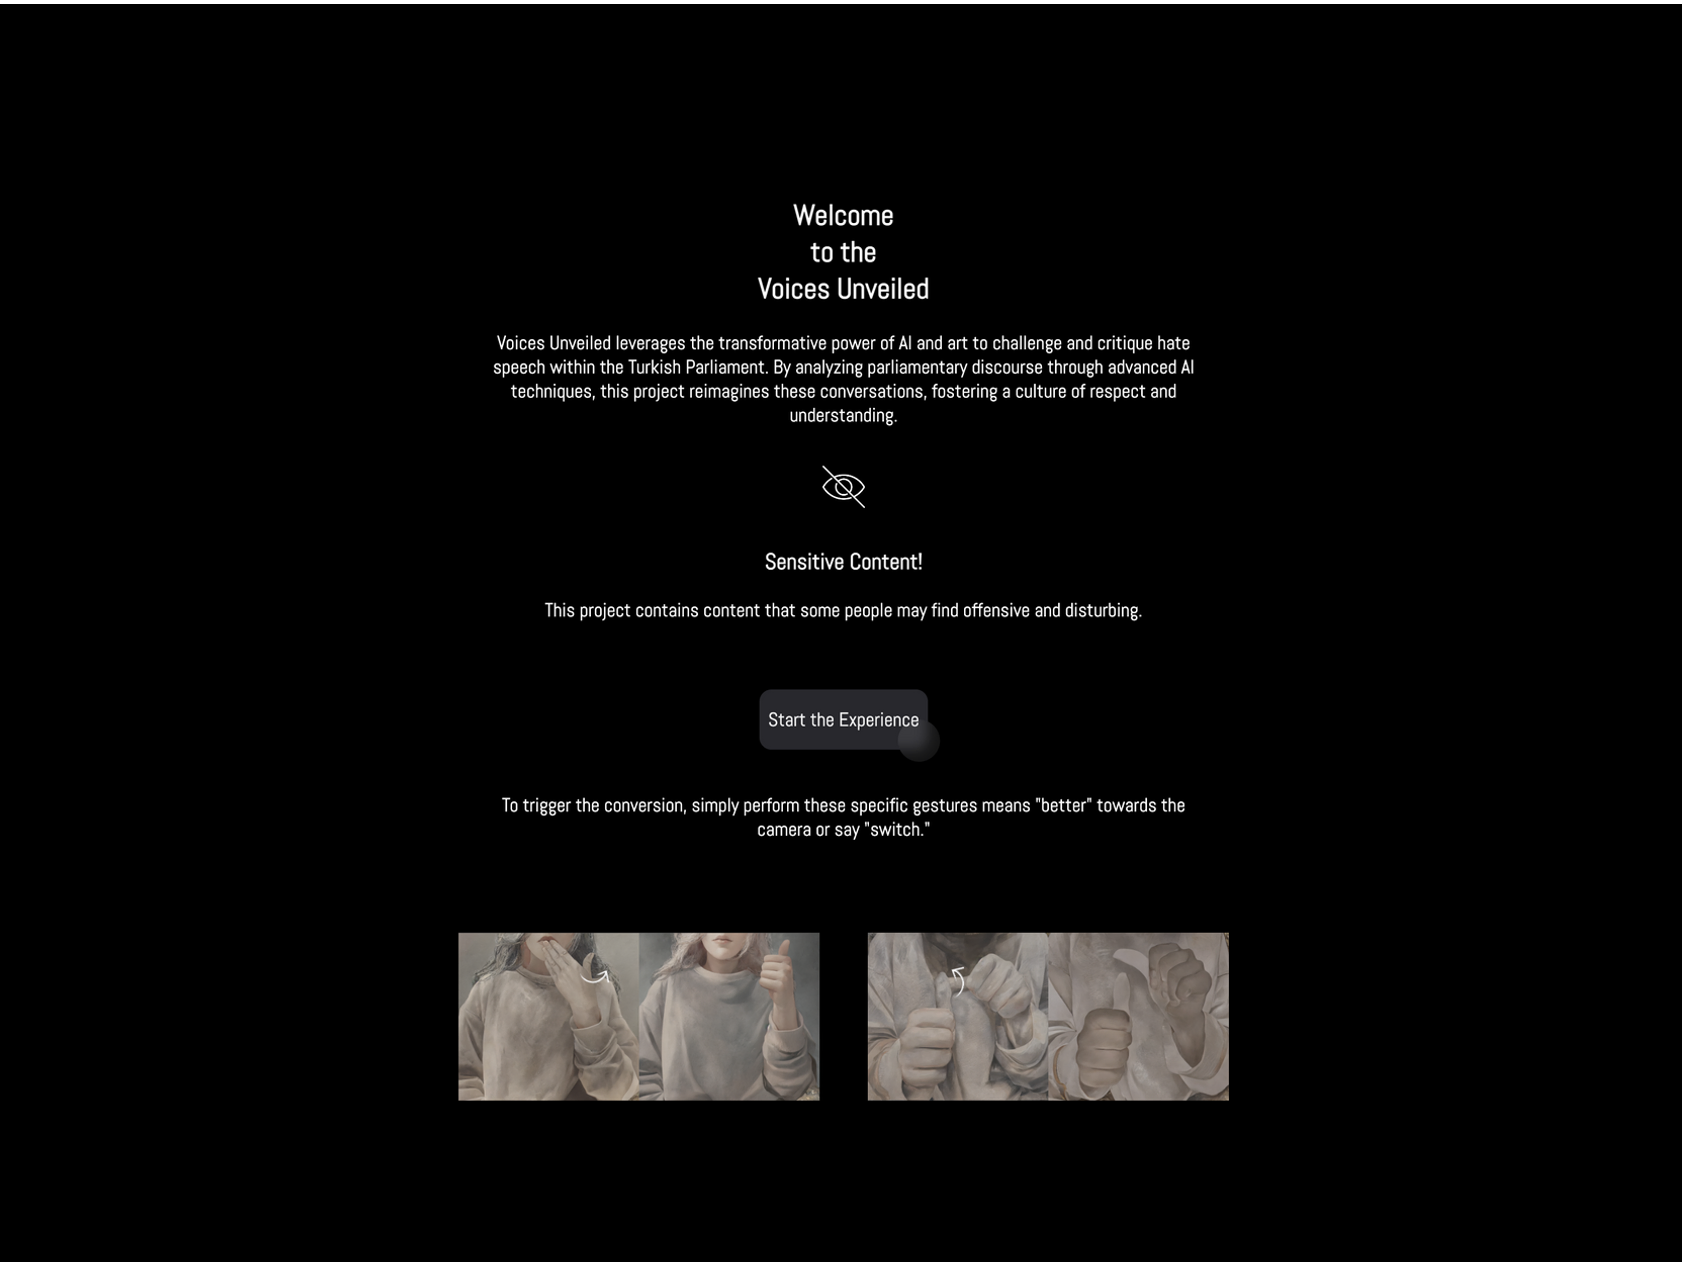 Welcome
to the
Voices Unveiled
Voices Unveiled leverages the transformative power of AI and art to challenge and critique hate
speech within the Turkish Parliament. By analyzing parliamentary discourse through advanced AI
techniques, this project reimagines these conversations, fostering a culture of respect and
understanding.
Sensitive Content!
This project contains content that some people may find offensive and disturbing.
Start the Experience
To trigger the conversion, simply perform these specific gestures means "better" towards the
camera or say "switch."